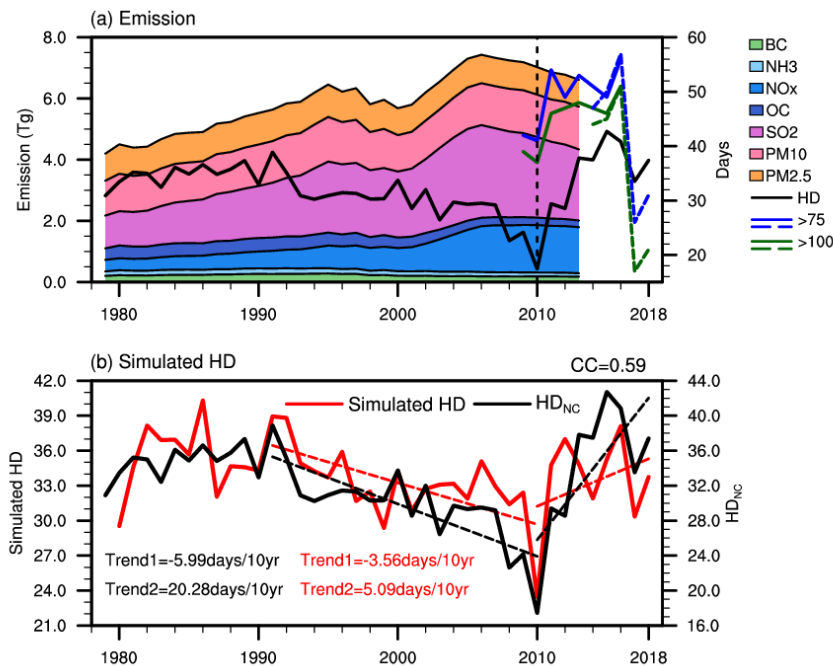 (a) Emission
8.0
6.0
4.0
2.0
0.0
Emission (Tg)
60
50
40
30
20
Days
1980
1990
2000
2010
2018
BC
NH3
NOx
OC
SO2
PM10
PM2.5
HD
>75
>100
(b) Simulated HD
CC=0.59
42.0
39.0
36.0
33.0
30.0
27.0
24.0
21.0
Simulated HD
44.0
40.0
36.0
32.0
28.0
24.0
20.0
16.0
HDNC
Simulated HD
HDNC
Trend1=-5.99days/10yr
Trend1=-3.56days/10yr
Trend2=20.28days/10yr
Trend2=5.09days/10yr
1980
1990
2000
2010
2018